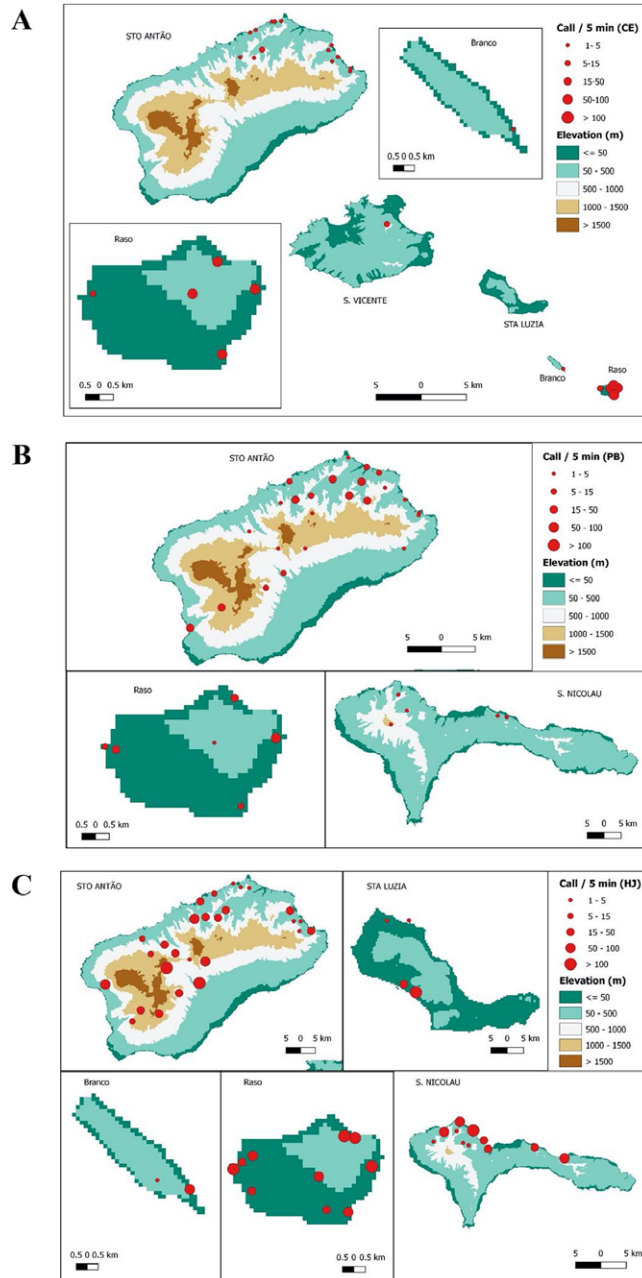 A
STO ANTÃO
Branco
0.5 0 0.5 km
Call / 5 min (CE)
1- 5
5-15
15-50
50-100
> 100
Elevation (m)
<= 50
50 - 500
500 - 1000
1000 - 1500
> 1500
Raso
0.5 0 0.5 km
S. VICENTE
STA LUZIA
Branco
Raso
5 0 5 km
B
STO ANTÃO
5 0 5 km
Call / 5 min (PB)
1 - 5
5 - 15
15 - 50
50 - 100
> 100
Elevation (m)
<= 50
50 - 500
500 - 1000
1000 - 1500
> 1500
Raso
0.5 0 0.5 km
S. NICOLAU
5 0 5 km
C
STO ANTÃO
5 0 5 km
STA LUZIA
5 0 5 km
Call / 5 min (HJ)
1 - 5
5 - 15
15 - 50
50 - 100
> 100
Elevation (m)
<= 50
50 - 500
500 - 1000
1000 - 1500
> 1500
Branco
0.5 0 0.5 km
Raso
0.5 0 0.5 km
S. NICOLAU
5 0 5 km